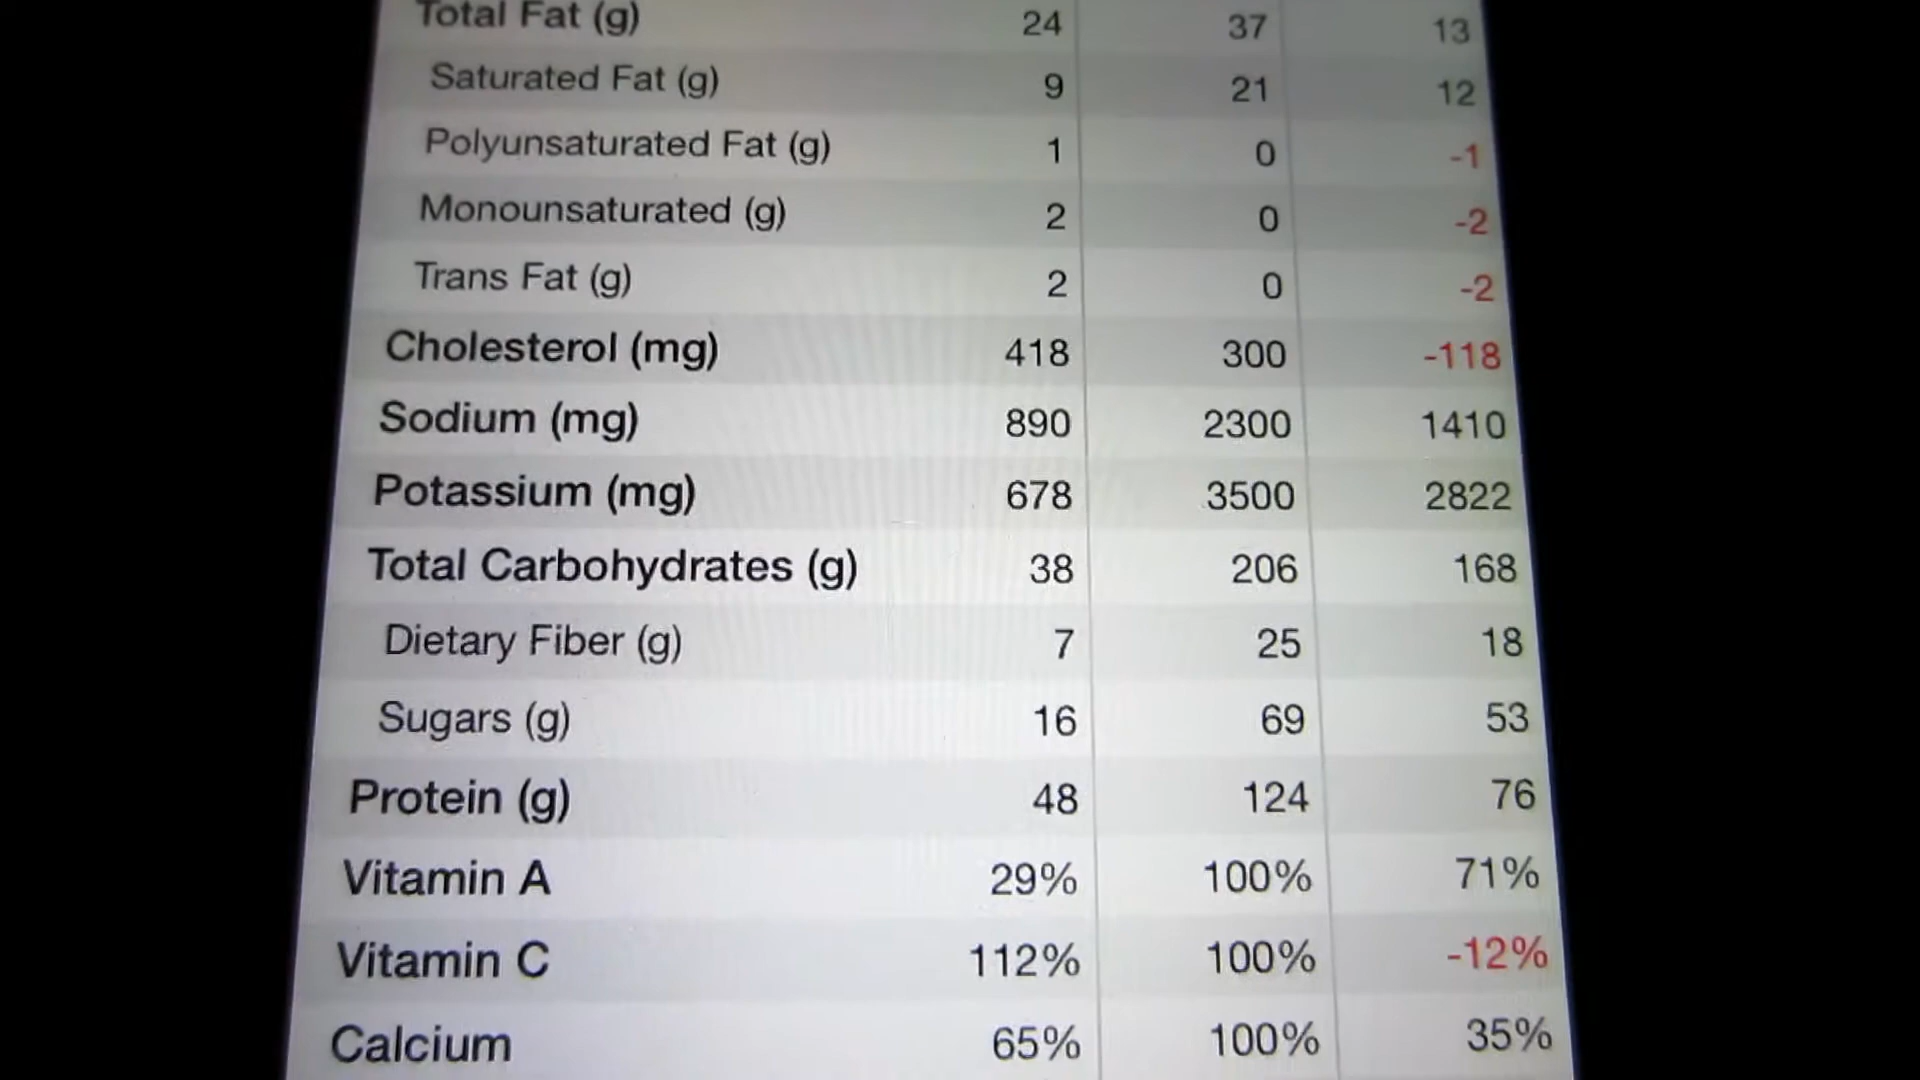 Total Fat (g) 24 37 13
Saturated Fat (g) 9 21 12
Polyunsaturated Fat (g) 1 0 -1
Monounsaturated (g) 2 0 -2
Trans Fat (g) 2 0 -2
Cholesterol (mg) 418 300 -118
Sodium (mg) 890 2300 1410
Potassium (mg) 678 3500 2822
Total Carbohydrates (g) 38 206 168
Dietary Fiber (g) 7 25 18
Sugars (g) 16 69 53
Protein (g) 48 124 76
Vitamin A 29% 100% 71%
Vitamin C 112% 100% -12%
Calcium 65% 100% 35%